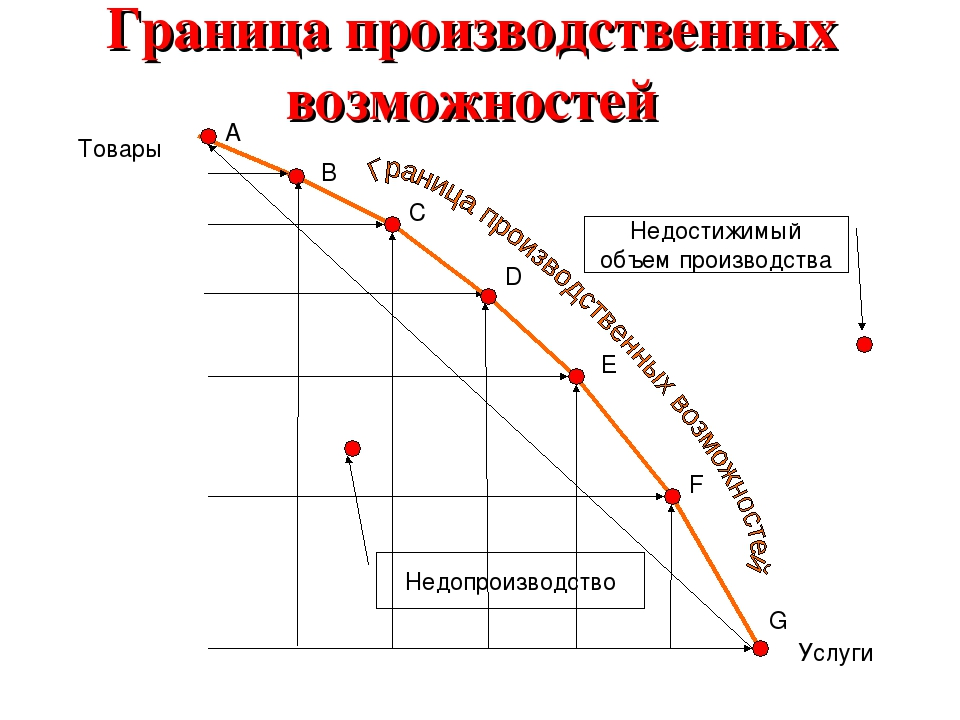 Граница производственных
возможностей
Товары
A
B
C
D
E
F
G
Граница производственных возможностей
Недостижимый
объем производства
Недопроизводство
Услуги